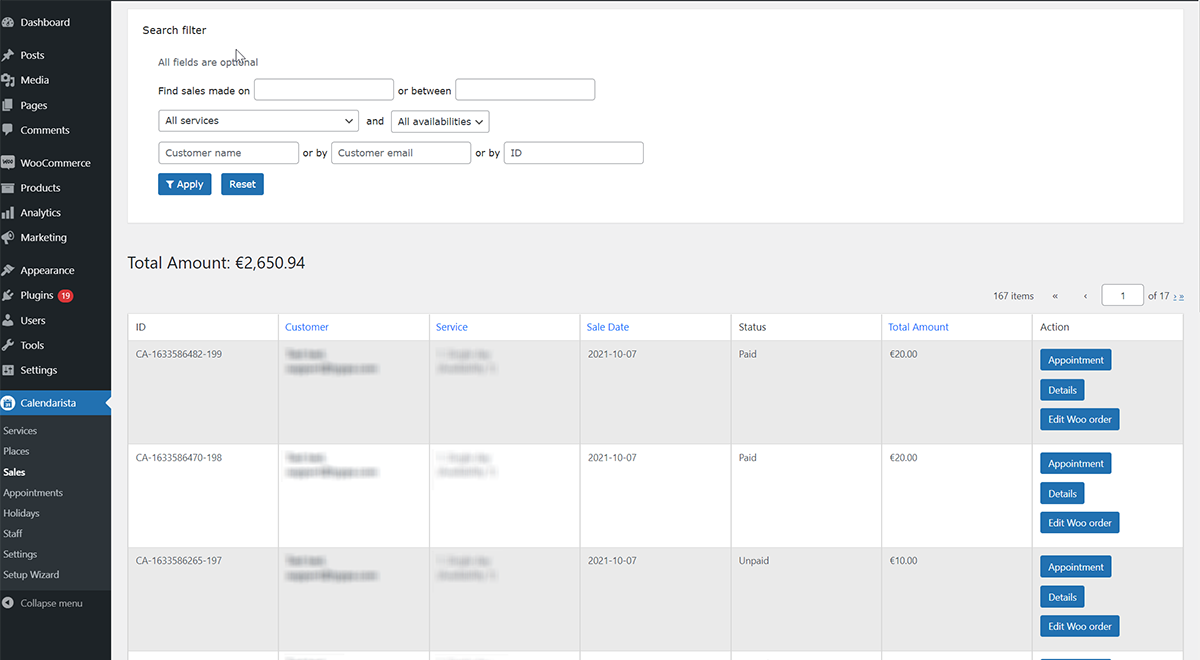 Dashboard
Posts
Media
Pages
Comments
WooCommerce
Products
Analytics
Marketing
Appearance
Plugins 19
Users
Tools
Settings
Calendarista
Services
Places
Sales
Appointments
Holidays
Staff
Settings
Setup Wizard
Collapse menu
Search filter
All fields are optional
Find sales made on or between
All services and All availabilities
Customer name or by Customer email or by ID
Apply Reset
Total Amount: €2,650.94
167 items « ‹ 1 of 17 › »
ID Customer Service Sale Date Status Total Amount Action
CA-1633586482-199 2021-10-07 Paid €20.00 Appointment
Details
Edit Woo order
CA-1633586470-198 2021-10-07 Paid €20.00 Appointment
Details
Edit Woo order
CA-1633586265-197 2021-10-07 Unpaid €10.00 Appointment
Details
Edit Woo order